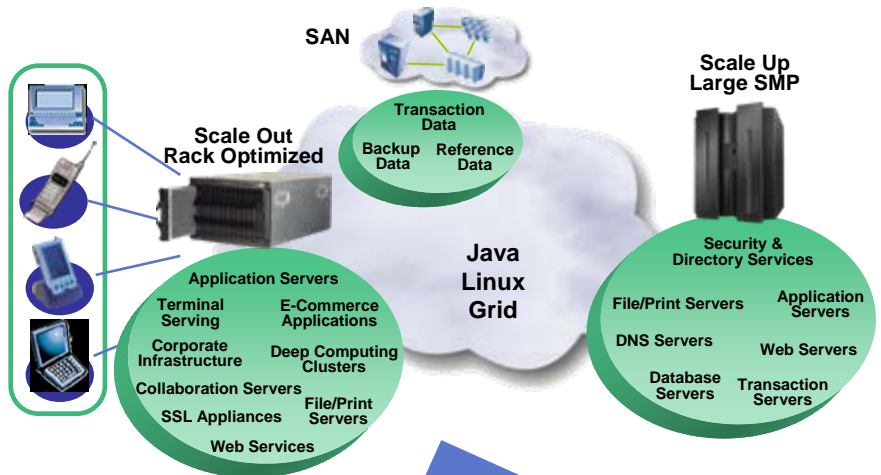 SAN
Scale Up
Large SMP
Transaction
Data
Backup
Data
Reference
Data
Scale Out
Rack Optimized
Java
Linux
Grid
Security &
Directory Services
File/Print Servers
Application
Servers
DNS Servers
Web Servers
Database
Servers
Transaction
Servers
Application Servers
Terminal
Serving
E-Commerce
Applications
Corporate
Infrastructure
Deep Computing
Clusters
Collaboration Servers
SSL Appliances
File/Print
Servers
Web Services